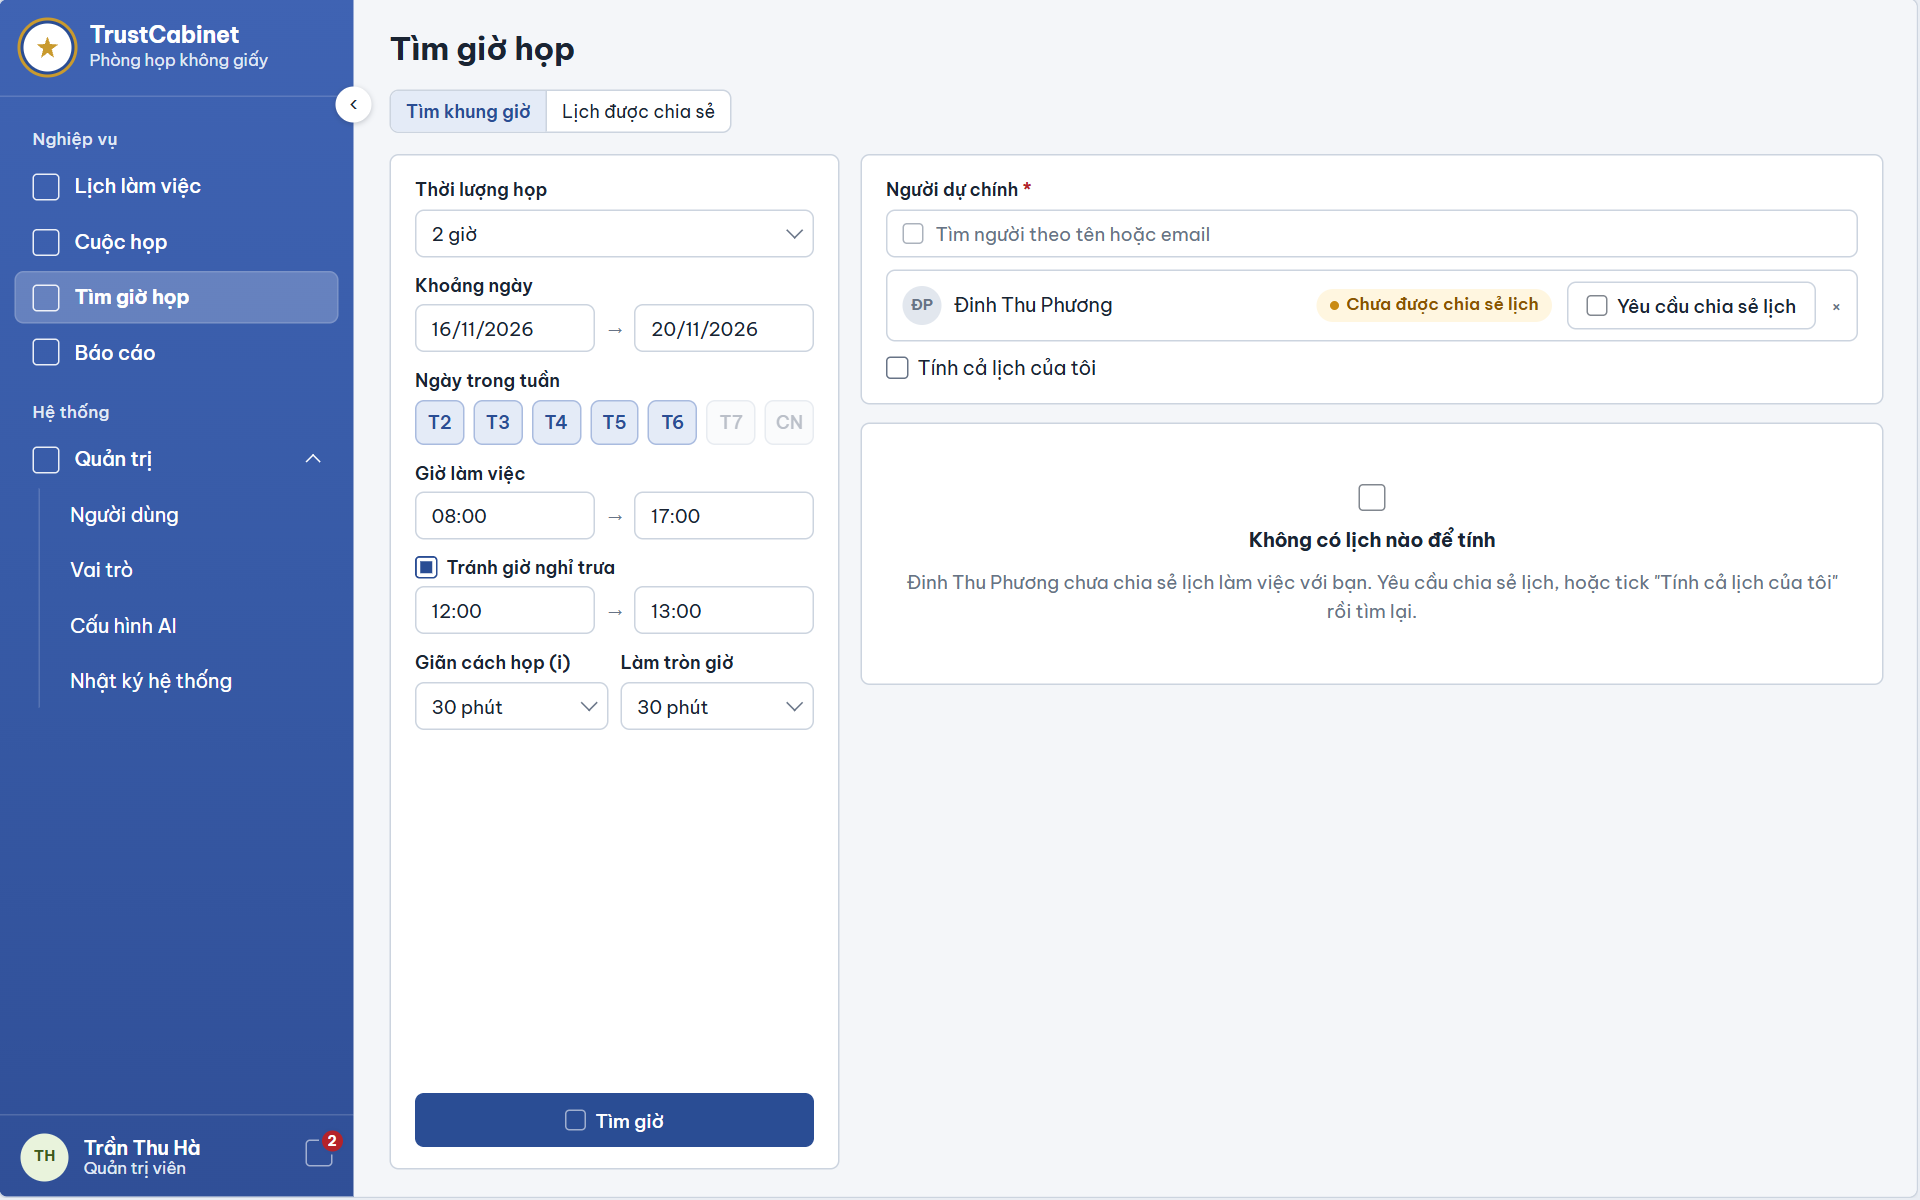 TrustCabinet
Phòng họp không giấy
Nghiệp vụ
Lịch làm việc
Cuộc họp
Tìm giờ họp
Báo cáo
Hệ thống
Quản trị
Người dùng
Vai trò
Cấu hình AI
Nhật ký hệ thống
TH
Trần Thu Hà
Quản trị viên
2
Tìm giờ họp
Tìm khung giờ
Lịch được chia sẻ
Thời lượng họp
2 giờ
Khoảng ngày
16/11/2026 → 20/11/2026
Ngày trong tuần
T2 T3 T4 T5 T6 T7 CN
Giờ làm việc
08:00 → 17:00
Tránh giờ nghỉ trưa
12:00 → 13:00
Giãn cách họp (i) Làm tròn giờ
30 phút 30 phút
Tìm giờ
Người dự chính *
Tìm người theo tên hoặc email
ĐP Đinh Thu Phương Chưa được chia sẻ lịch Yêu cầu chia sẻ lịch ×
Tính cả lịch của tôi
Không có lịch nào để tính
Đinh Thu Phương chưa chia sẻ lịch làm việc với bạn. Yêu cầu chia sẻ lịch, hoặc tick "Tính cả lịch của tôi"
rồi tìm lại.